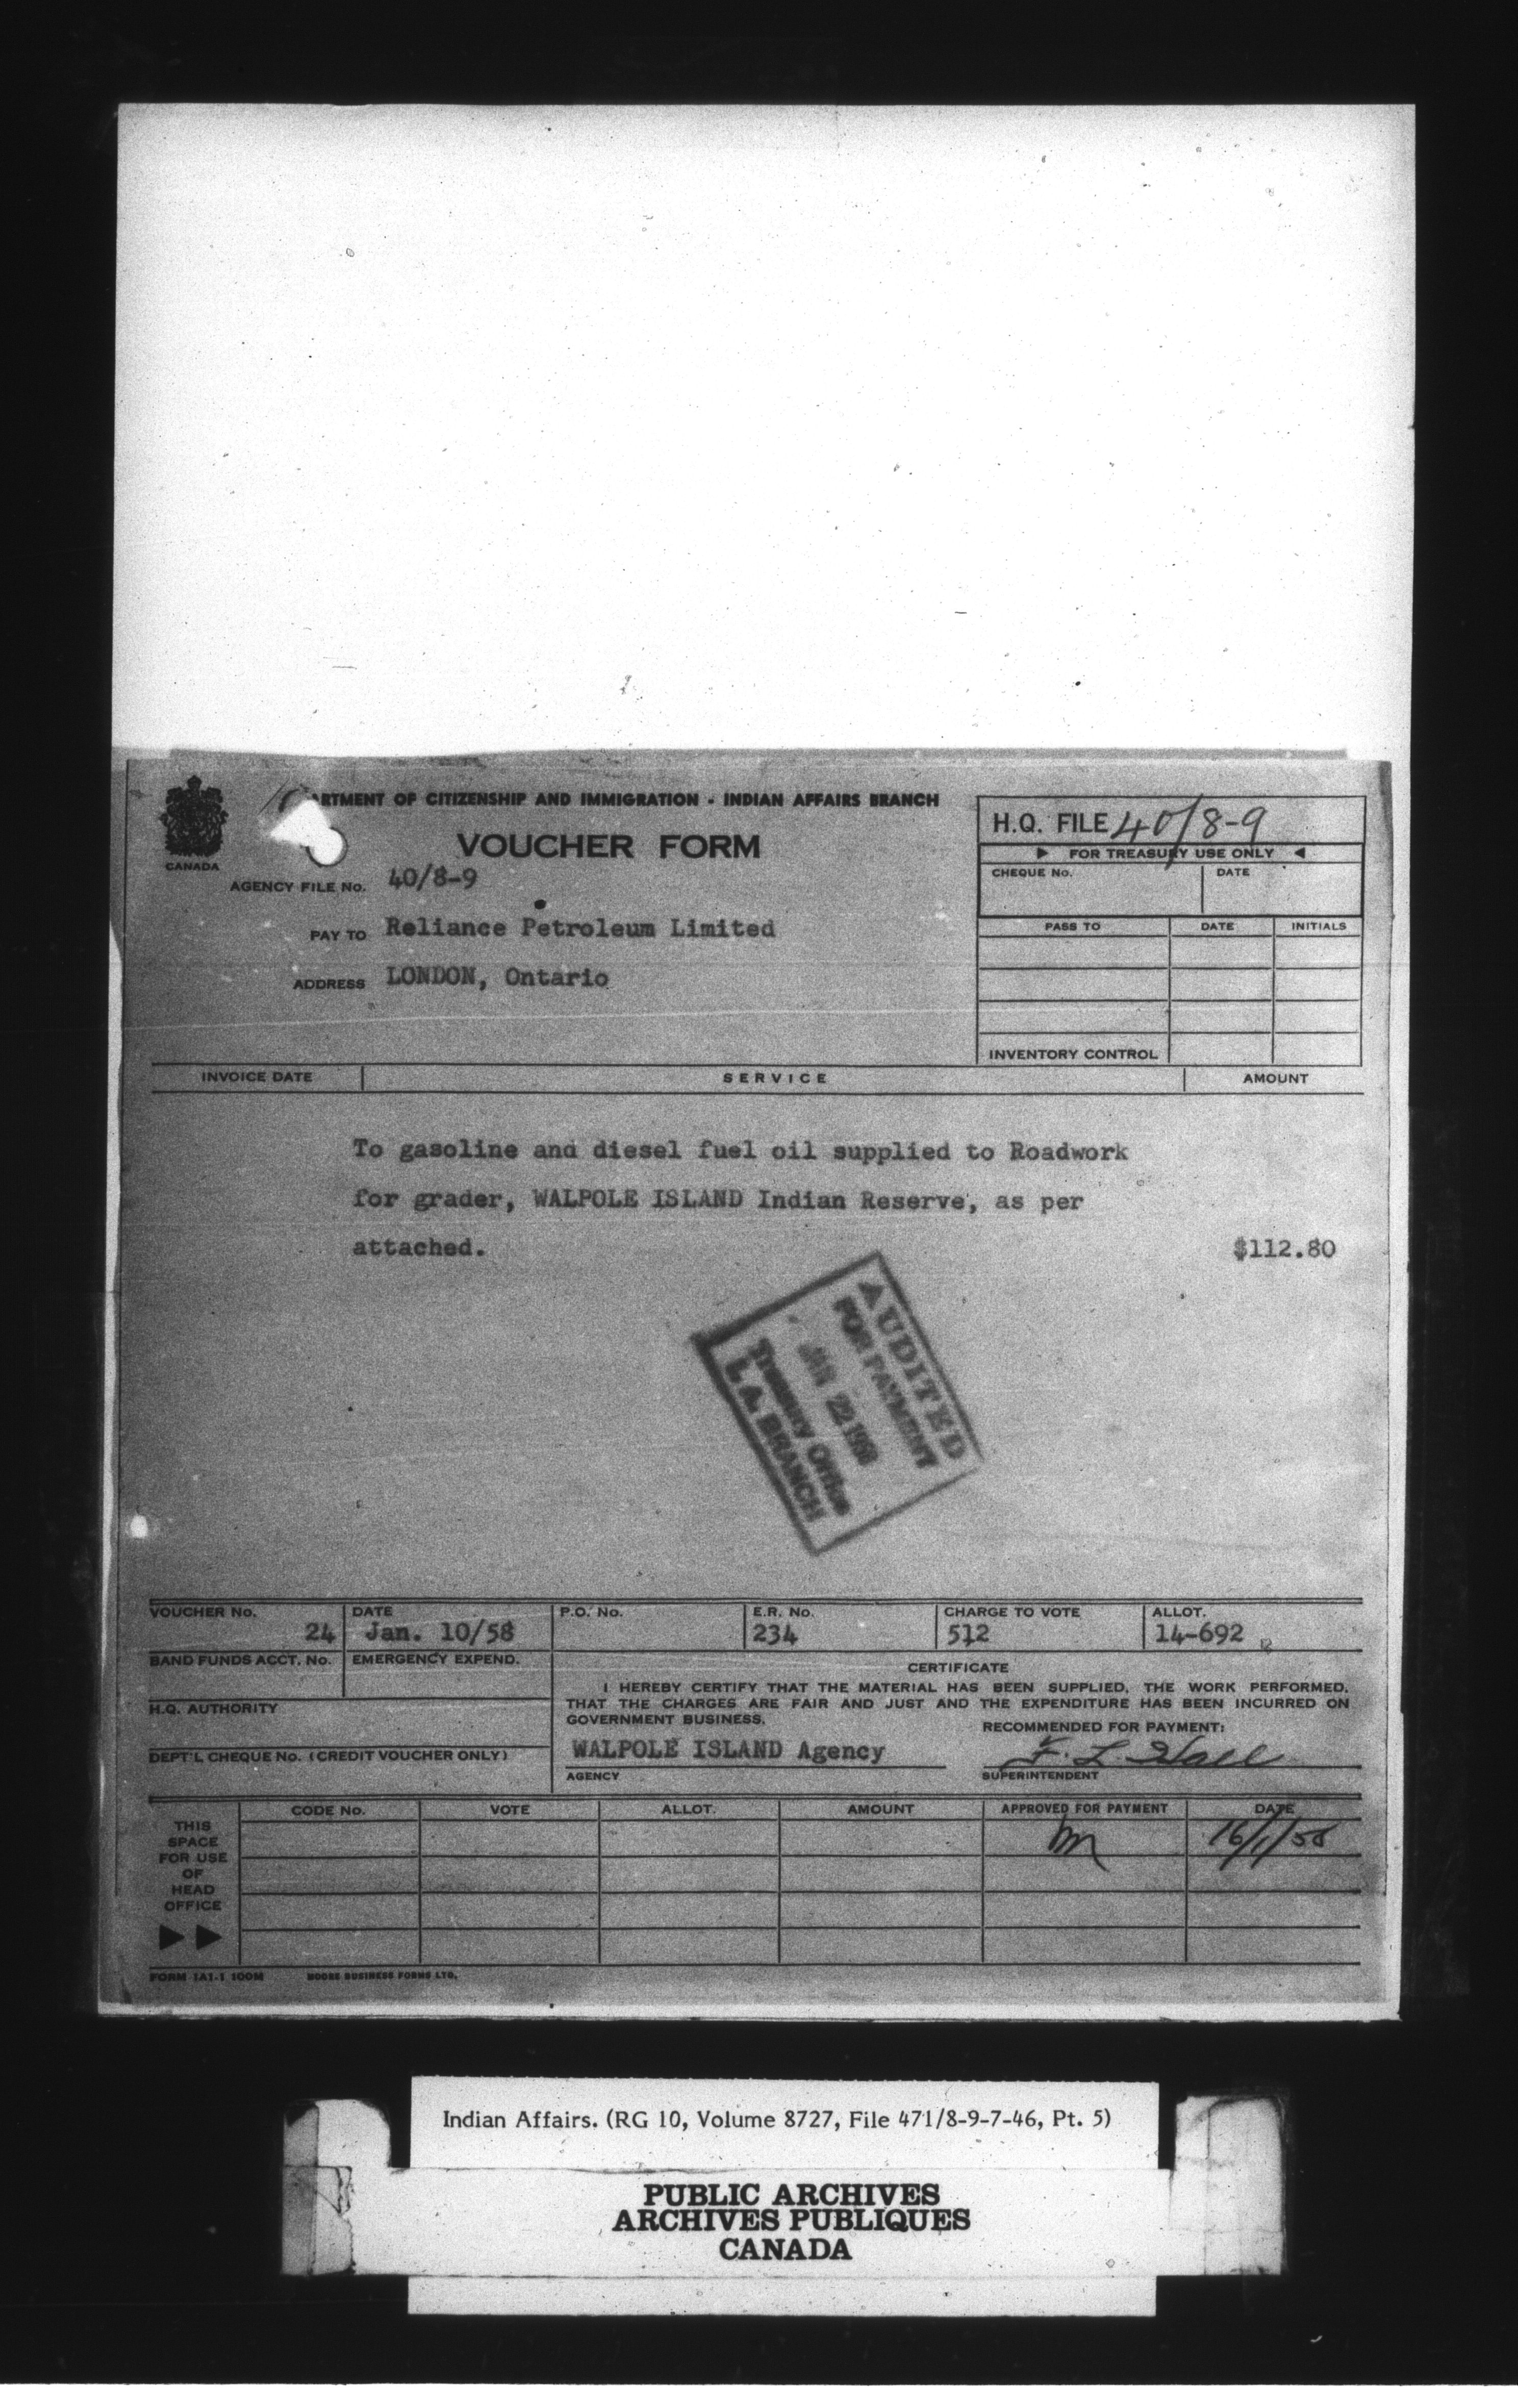 CANADA
ARTMENT OF CITIZENSHIP AND IMMIGRATION - INDIAN AFFAIRS BRANCH
VOUCHER FORM
AGENCY FILE No. 40/8-9
PAY TO Reliance Petroleum Limited
ADDRESS LONDON, Ontario
H.Q. FILE 40/8-9
▶ FOR TREASURY USE ONLY ◀
CHEQUE No. DATE
PASS TO DATE INITIALS
INVENTORY CONTROL
INVOICE DATE SERVICE AMOUNT
To gasoline and diesel fuel oil supplied to Roadwork
for grader, WALPOLE ISLAND Indian Reserve, as per
attached. $112.80
AUDITED
FOR PAYMENT
JAN 22 1958
Treasury Office
I. A. BRANCH
VOUCHER No. DATE P.O. No. E.R. No. CHARGE TO VOTE ALLOT.
24 Jan. 10/58 234 512 14-692
BAND FUNDS ACCT. No. EMERGENCY EXPEND.
H.Q. AUTHORITY
DEPT'L CHEQUE No. (CREDIT VOUCHER ONLY)
CERTIFICATE
I HEREBY CERTIFY THAT THE MATERIAL HAS BEEN SUPPLIED, THE WORK PERFORMED,
THAT THE CHARGES ARE FAIR AND JUST AND THE EXPENDITURE HAS BEEN INCURRED ON
GOVERNMENT BUSINESS.
RECOMMENDED FOR PAYMENT:
WALPOLE ISLAND Agency F. L. Hall
AGENCY SUPERINTENDENT
CODE No. VOTE ALLOT. AMOUNT APPROVED FOR PAYMENT DATE
16/1/58
THIS
SPACE
FOR USE
OF
HEAD
OFFICE
▶▶
FORM 1A1-1 100M MOORE BUSINESS FORMS LTD.
Indian Affairs. (RG 10, Volume 8727, File 471/8-9-7-46, Pt. 5)
PUBLIC ARCHIVES
ARCHIVES PUBLIQUES
CANADA